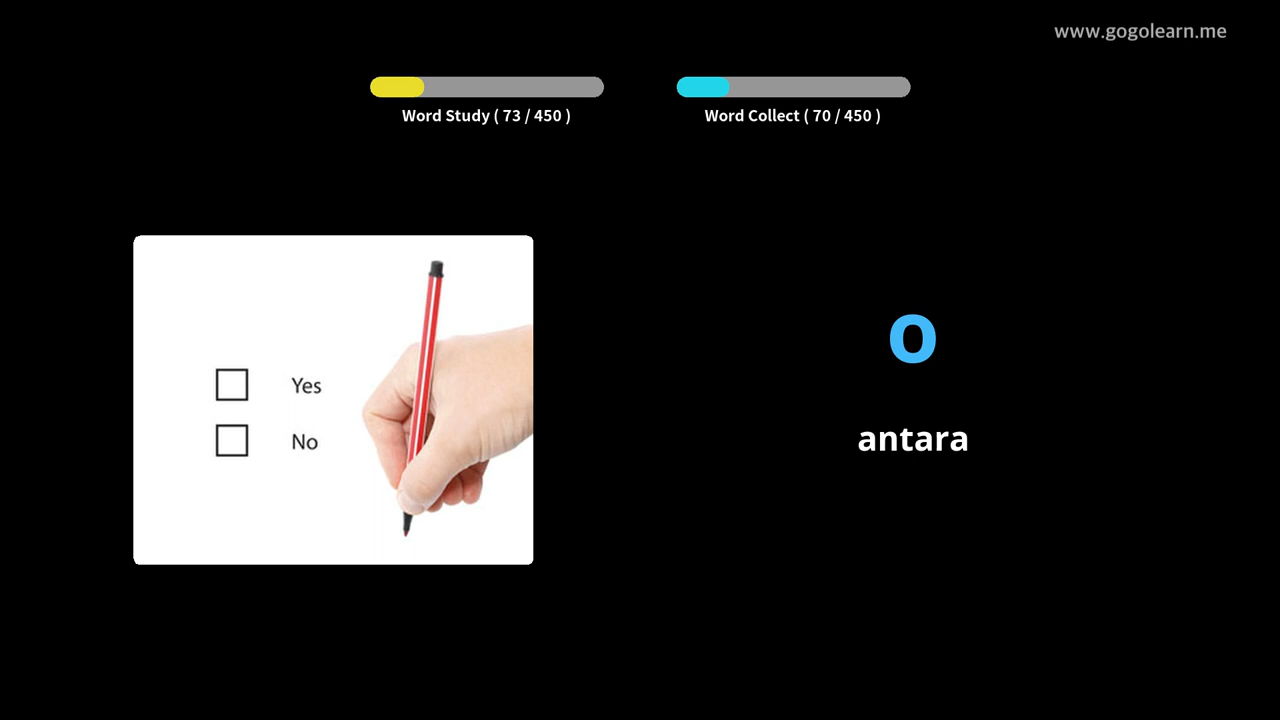 www.gogolearn.me
Word Study ( 73 / 450 )
Word Collect ( 70 / 450 )
Yes
No
o
antara